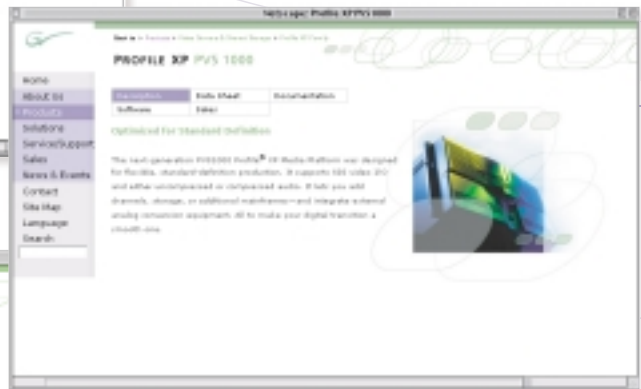 Netscape: Profile XP PVS 1000
PROFILE XP PVS 1000
Home
About Us
Products
Solutions
Service/Support
Sales
News & Events
Contact
Site Map
Language
Search
Description
Data Sheet
Documentation
Software
Sales
Optimized for Standard Definition
The next-generation PVS1000 Profile® XP Media Platform was designed
for flexible, standard-definition production. It supports SDI video I/O
and either uncompressed or compressed audio. It lets you add
channels, storage, or additional mainframes—and integrate external
analog conversion equipment. All to make your digital transition a
smooth one.